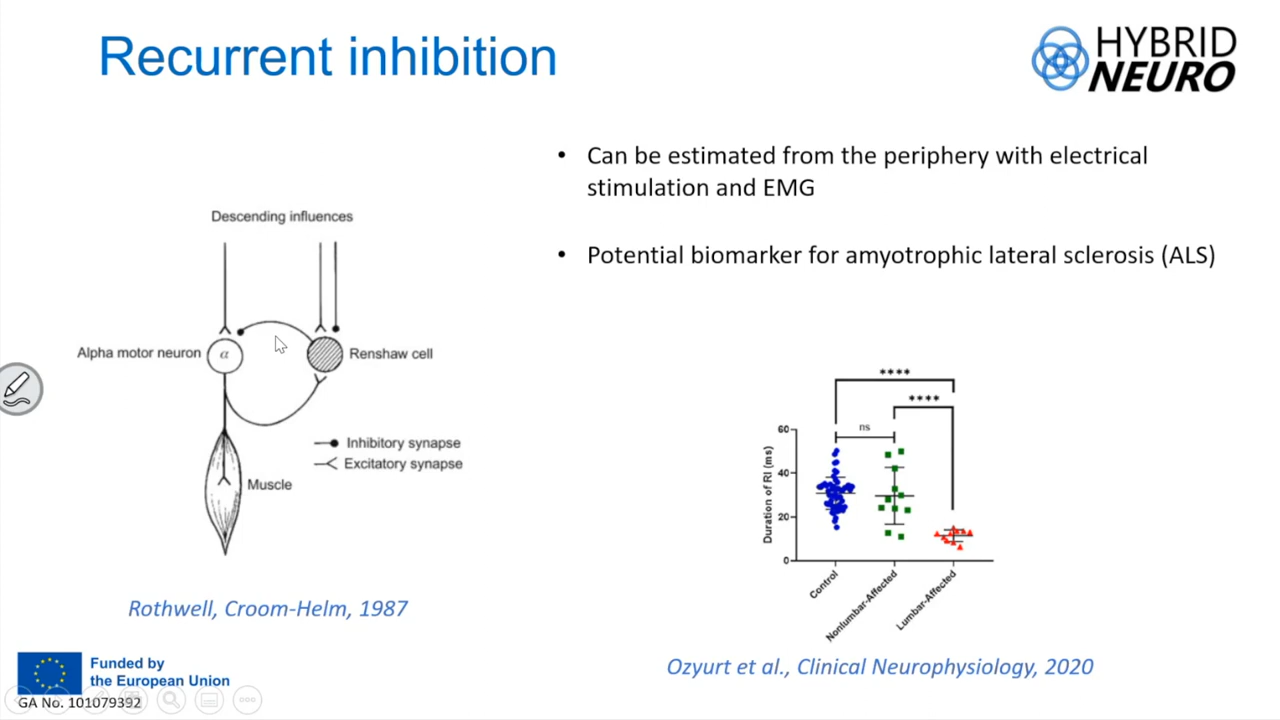 Recurrent inhibition
HYBRID
NEURO
• Can be estimated from the periphery with electrical
stimulation and EMG
• Potential biomarker for amyotrophic lateral sclerosis (ALS)
Descending influences
Alpha motor neuron
α
Renshaw cell
Inhibitory synapse
Excitatory synapse
Muscle
Rothwell, Croom-Helm, 1987
****
****
ns
60
40
20
0
Duration of RI (ms)
Control
Nonlumbar-Affected
Lumbar-Affected
Ozyurt et al., Clinical Neurophysiology, 2020
Funded by
the European Union
GA No. 101079392